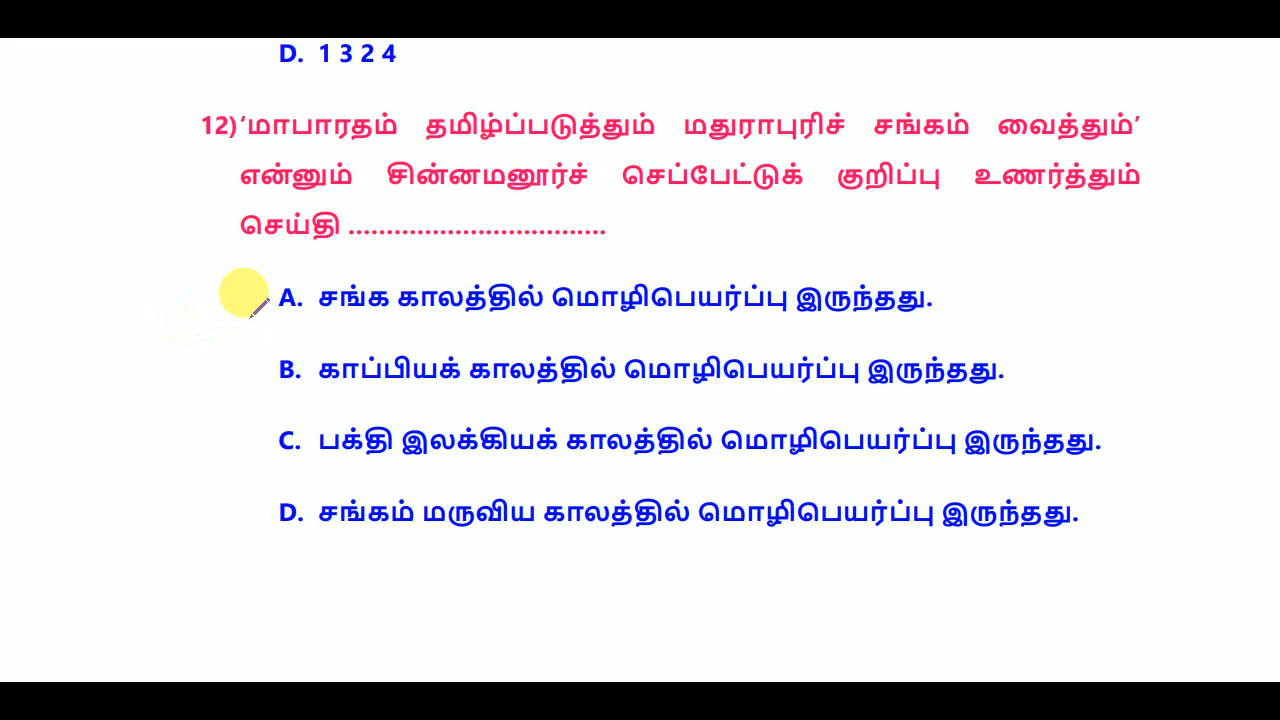 D. 1 3 2 4
12) ‘மாபாரதம் தமிழ்ப்படுத்தும் மதுராபுரிச் சங்கம் வைத்தும்’
என்னும் சின்னமனூர்ச் செப்பேட்டுக் குறிப்பு உணர்த்தும்
செய்தி ..................................
A. சங்க காலத்தில் மொழிபெயர்ப்பு இருந்தது.
B. காப்பியக் காலத்தில் மொழிபெயர்ப்பு இருந்தது.
C. பக்தி இலக்கியக் காலத்தில் மொழிபெயர்ப்பு இருந்தது.
D. சங்கம் மருவிய காலத்தில் மொழிபெயர்ப்பு இருந்தது.